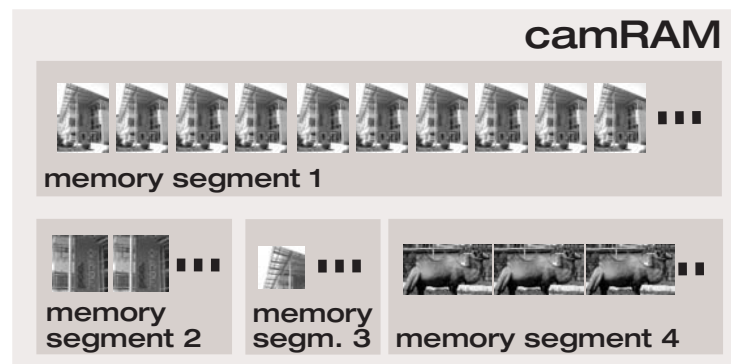 camRAM
memory segment 1
memory
segment 2
memory
segm. 3
memory segment 4